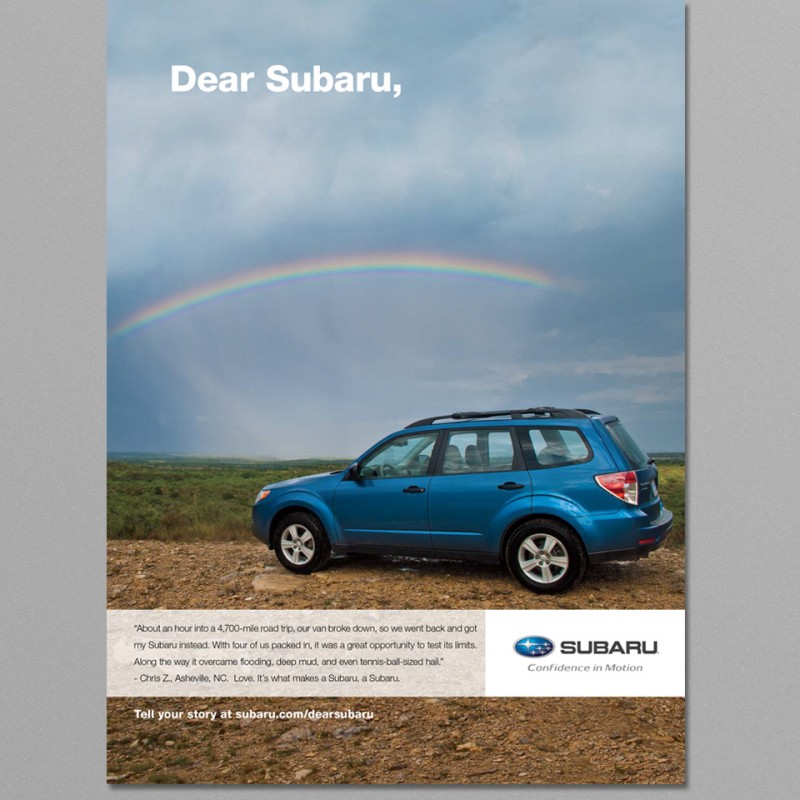 Dear Subaru,
"About an hour into a 4,700-mile road trip, our van broke down, so we went back and got
my Subaru instead. With four of us packed in, it was a great opportunity to test its limits.
Along the way it overcame flooding, deep mud, and even tennis-ball-sized hail."
- Chris Z., Asheville, NC.  Love. It's what makes a Subaru, a Subaru.
SUBARU.
Confidence in Motion
Tell your story at subaru.com/dearsubaru